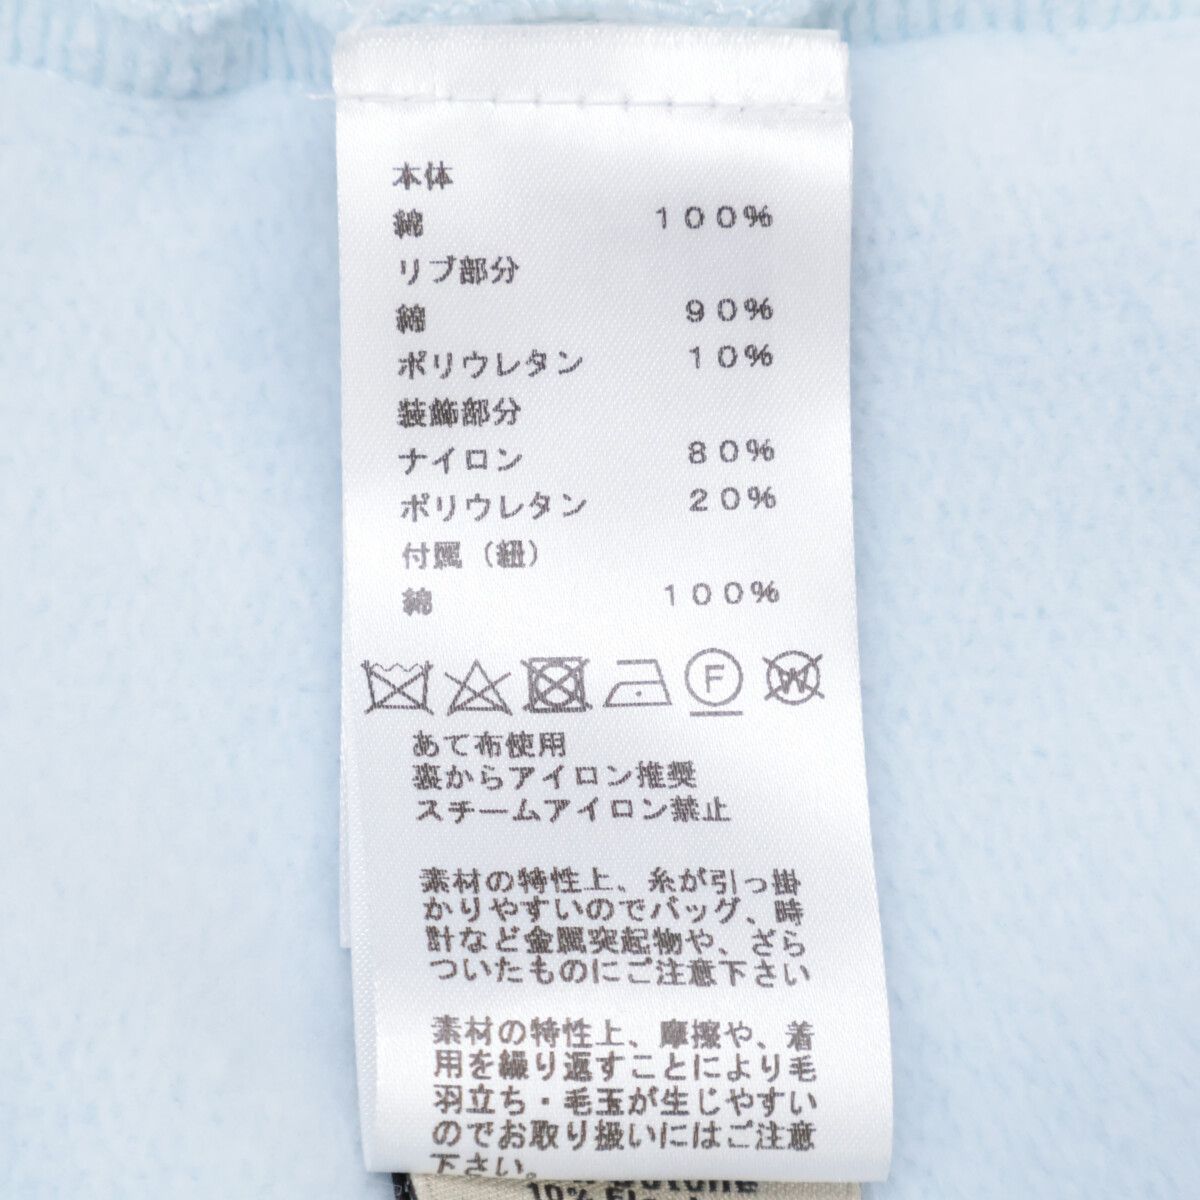 本体
綿 100%
リブ部分
綿 90%
ポリウレタン 10%
装飾部分
ナイロン 80%
ポリウレタン 20%
付属（紐）
綿 100%
F W
あて布使用
裏からアイロン推奨
スチームアイロン禁止
素材の特性上、糸が引っ掛
かりやすいのでバッグ、時
計など金属突起物や、ざら
ついたものにご注意下さい
素材の特性上、摩擦や、着
用を繰り返すことにより毛
羽立ち・毛玉が生じやすい
のでお取り扱いにはご注意
下さい。
10%